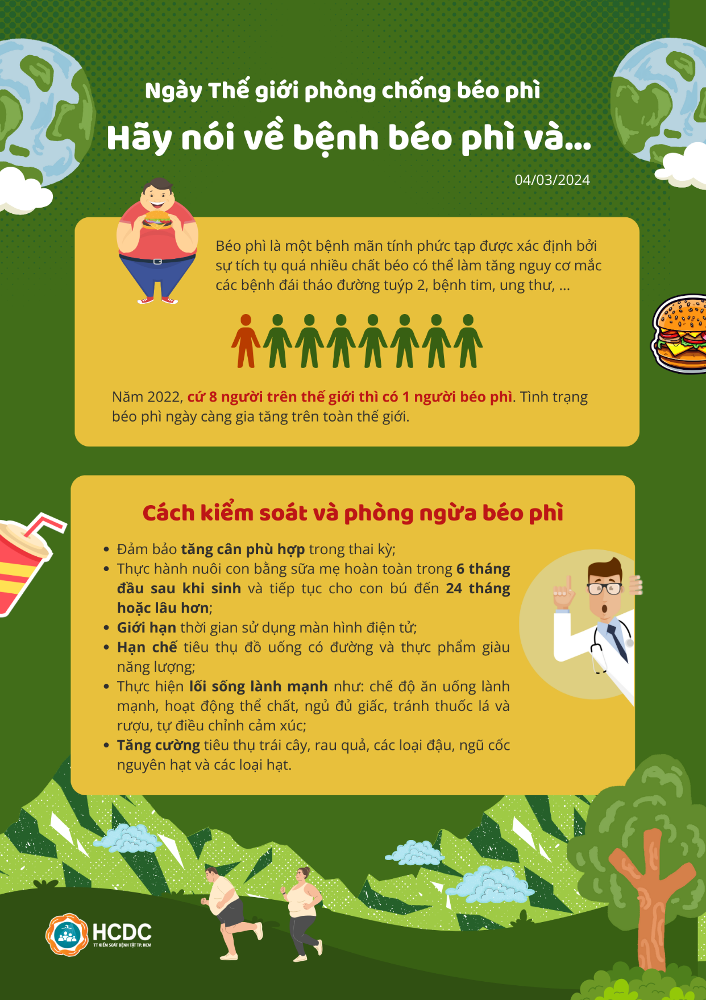 Ngày Thế giới phòng chống béo phì
Hãy nói về bệnh béo phì và...
04/03/2024
Béo phì là một bệnh mãn tính phức tạp được xác định bởi
sự tích tụ quá nhiều chất béo có thể làm tăng nguy cơ mắc
các bệnh đái tháo đường tuýp 2, bệnh tim, ung thư, ...
Năm 2022, cứ 8 người trên thế giới thì có 1 người béo phì. Tình trạng
béo phì ngày càng gia tăng trên toàn thế giới.
Cách kiểm soát và phòng ngừa béo phì
• Đảm bảo tăng cân phù hợp trong thai kỳ;
• Thực hành nuôi con bằng sữa mẹ hoàn toàn trong 6 tháng
đầu sau khi sinh và tiếp tục cho con bú đến 24 tháng
hoặc lâu hơn;
• Giới hạn thời gian sử dụng màn hình điện tử;
• Hạn chế tiêu thụ đồ uống có đường và thực phẩm giàu
năng lượng;
• Thực hiện lối sống lành mạnh như: chế độ ăn uống lành
mạnh, hoạt động thể chất, ngủ đủ giấc, tránh thuốc lá và
rượu, tự điều chỉnh cảm xúc;
• Tăng cường tiêu thụ trái cây, rau quả, các loại đậu, ngũ cốc
nguyên hạt và các loại hạt.
HCDC
TT KIỂM SOÁT BỆNH TẬT TP. HCM